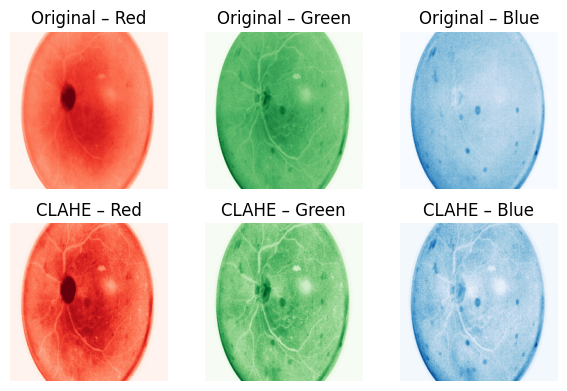 Original – Red
Original – Green
Original – Blue
CLAHE – Red
CLAHE – Green
CLAHE – Blue